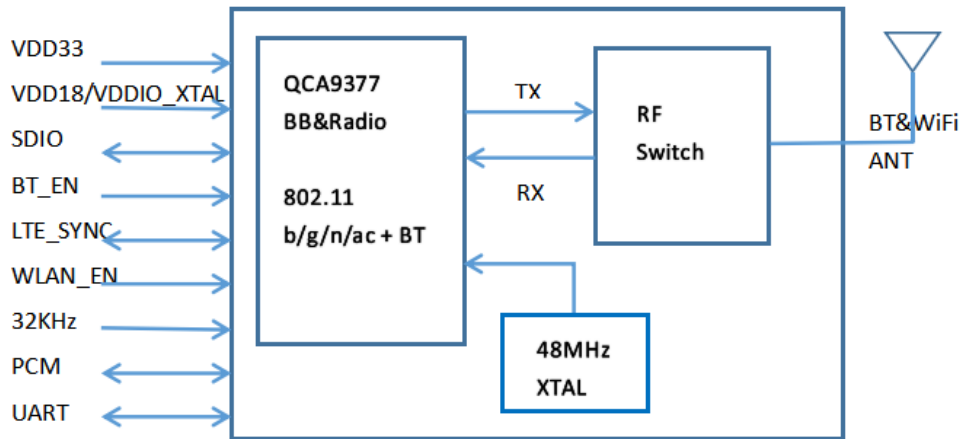 VDD33
VDD18/VDDIO_XTAL
SDIO
BT_EN
LTE_SYNC
WLAN_EN
32KHz
PCM
UART
QCA9377
BB&Radio
802.11
b/g/n/ac + BT
TX
RX
RF
Switch
48MHz
XTAL
BT&WiFi
ANT